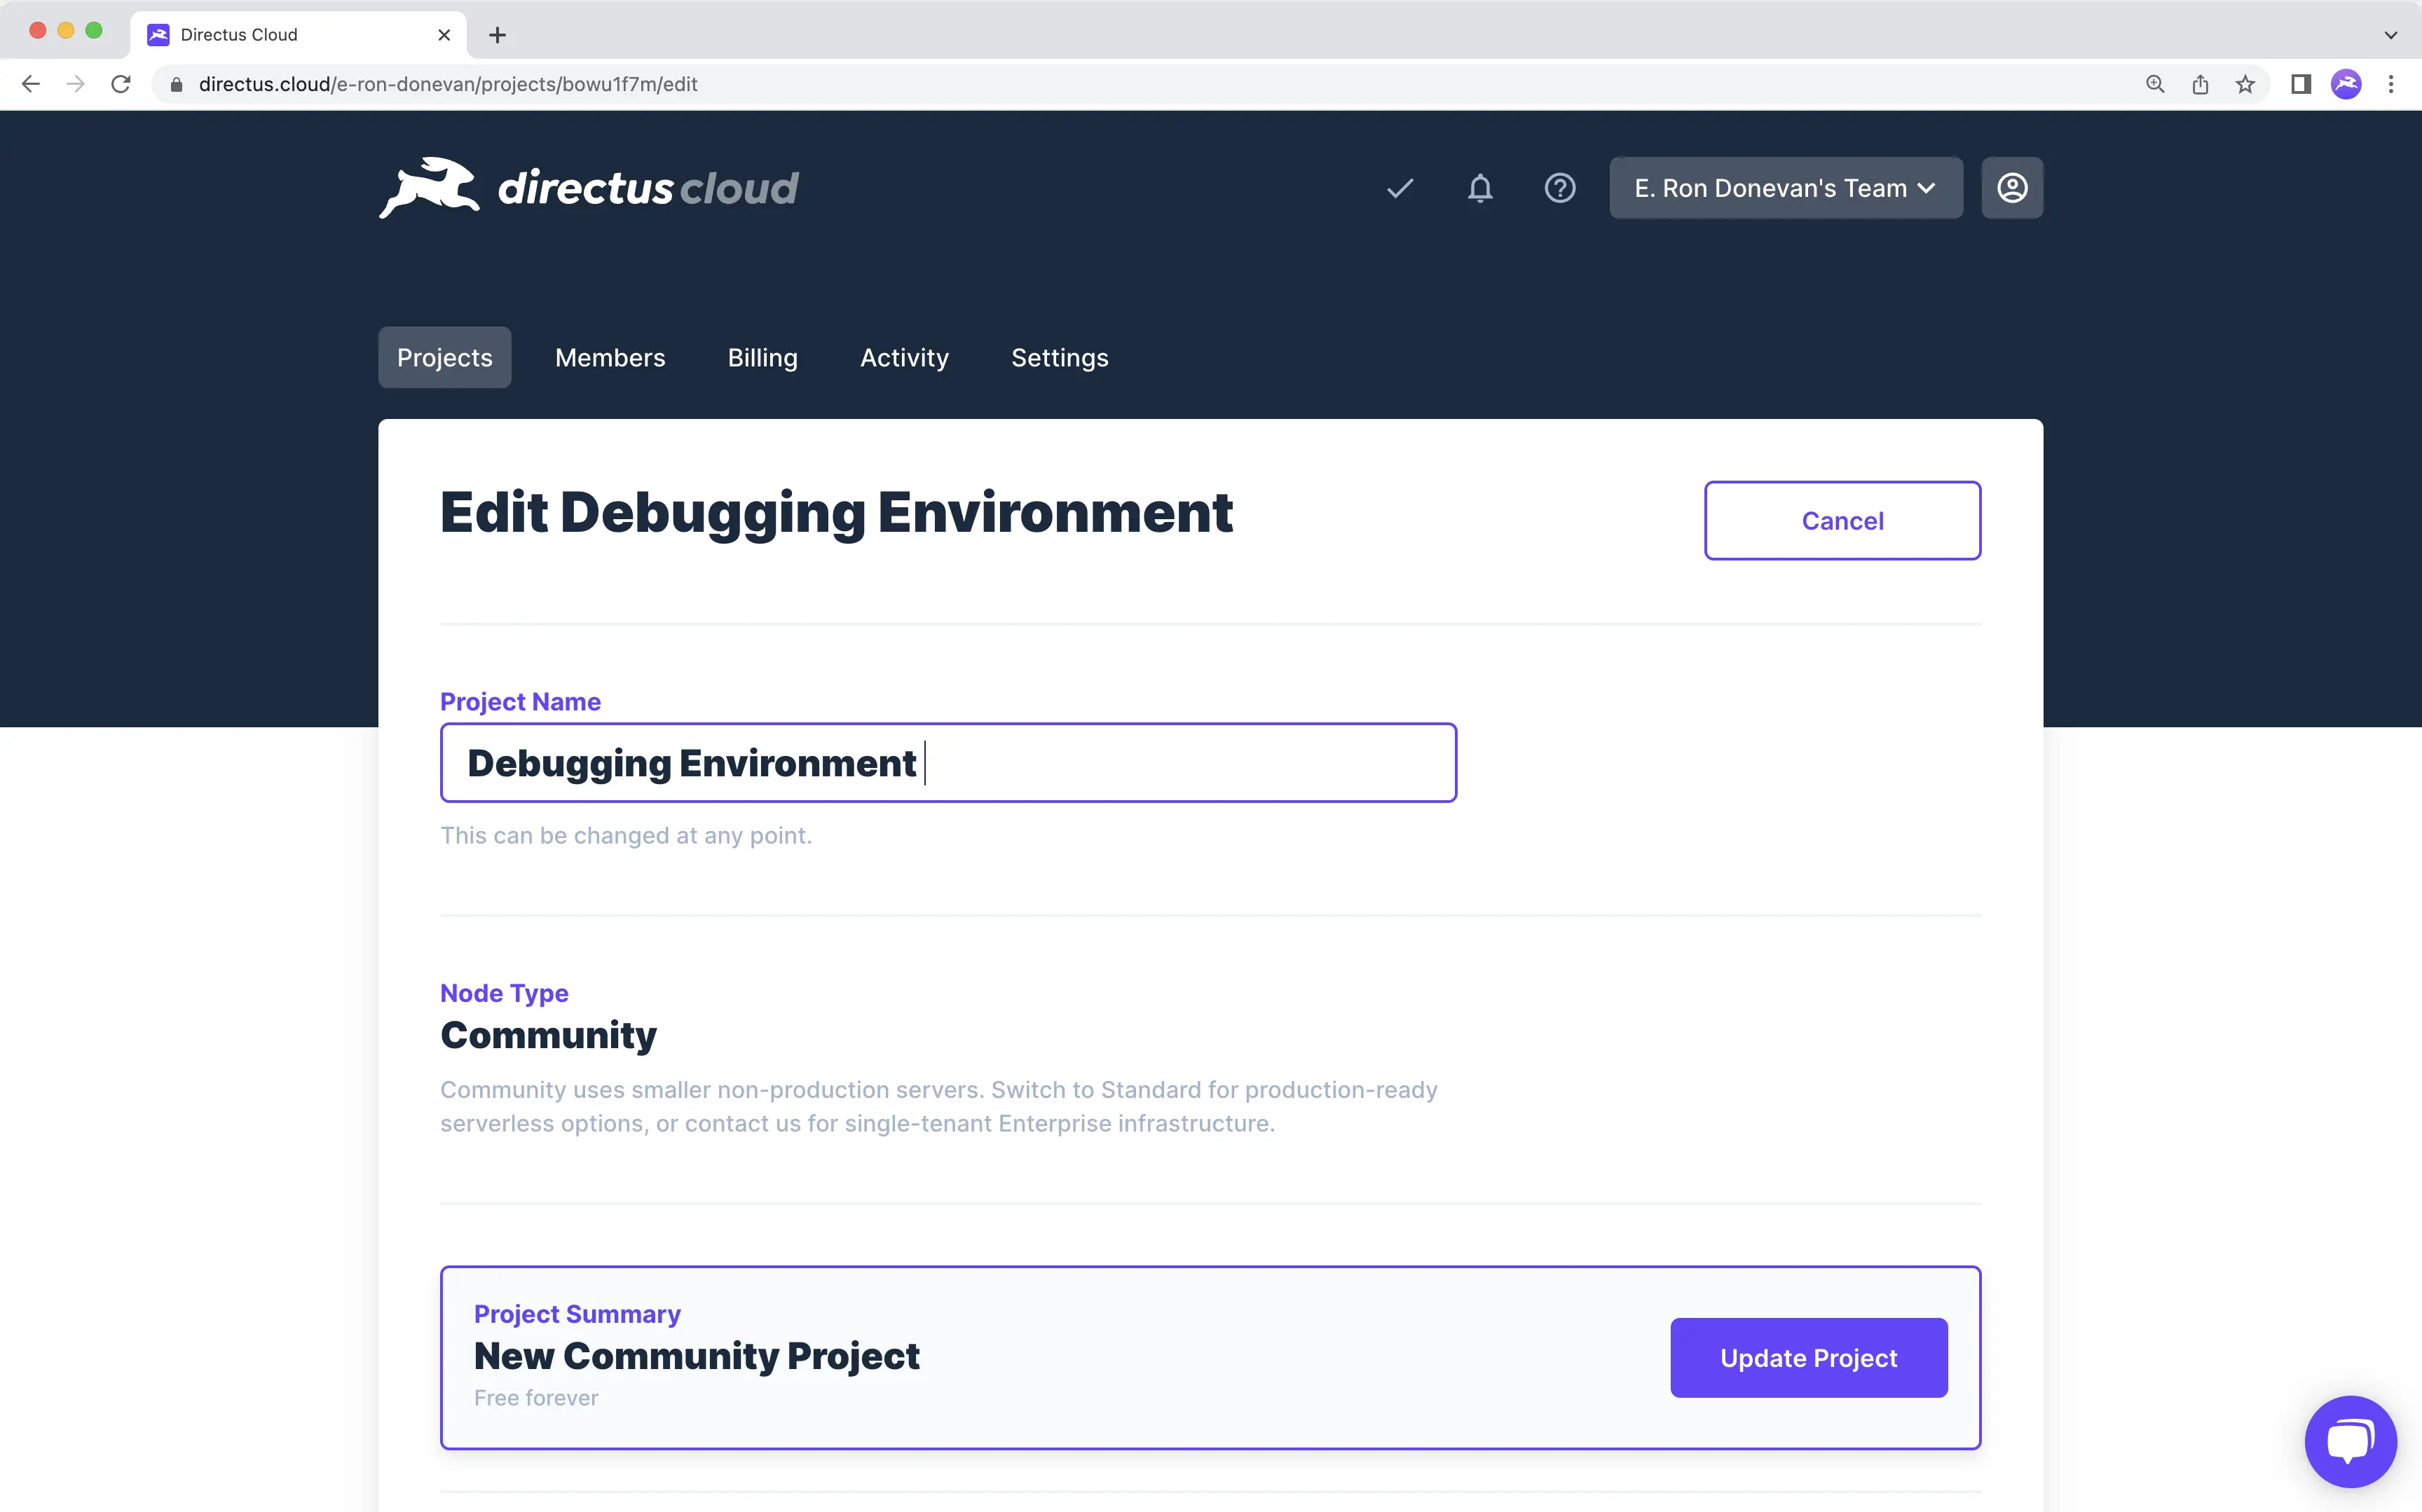 Directus Cloud
directus.cloud/e-ron-donevan/projects/bowu1f7m/edit
directus cloud
E. Ron Donevan's Team
Projects
Members
Billing
Activity
Settings
Edit Debugging Environment
Cancel
Project Name
Debugging Environment
This can be changed at any point.
Node Type
Community
Community uses smaller non-production servers. Switch to Standard for production-ready
serverless options, or contact us for single-tenant Enterprise infrastructure.
Project Summary
New Community Project
Free forever
Update Project